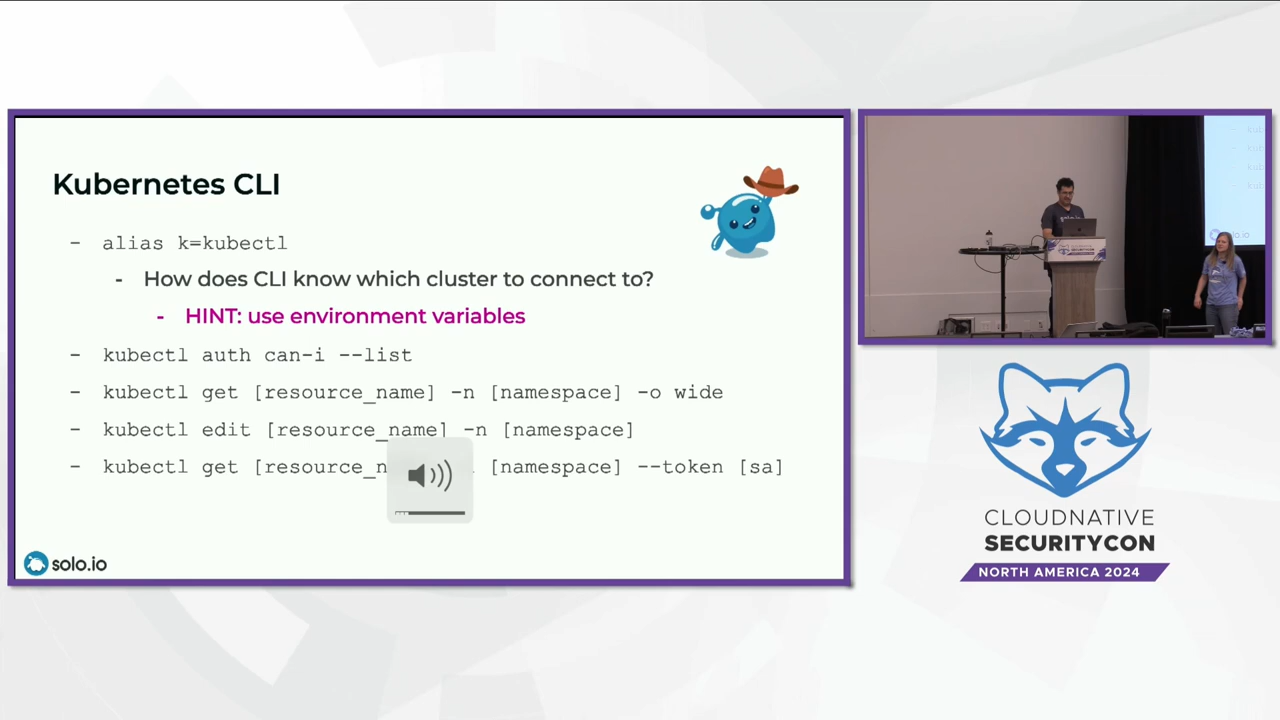 Kubernetes CLI
- alias k=kubectl
- How does CLI know which cluster to connect to?
- HINT: use environment variables
- kubectl auth can-i --list
- kubectl get [resource_name] -n [namespace] -o wide
- kubectl edit [resource_name] -n [namespace]
- kubectl get [resource_n [namespace] --token [sa]
solo.io
solo.io
CLOUDNATIVE
SECURITYCON
NORTH AMERICA 2024